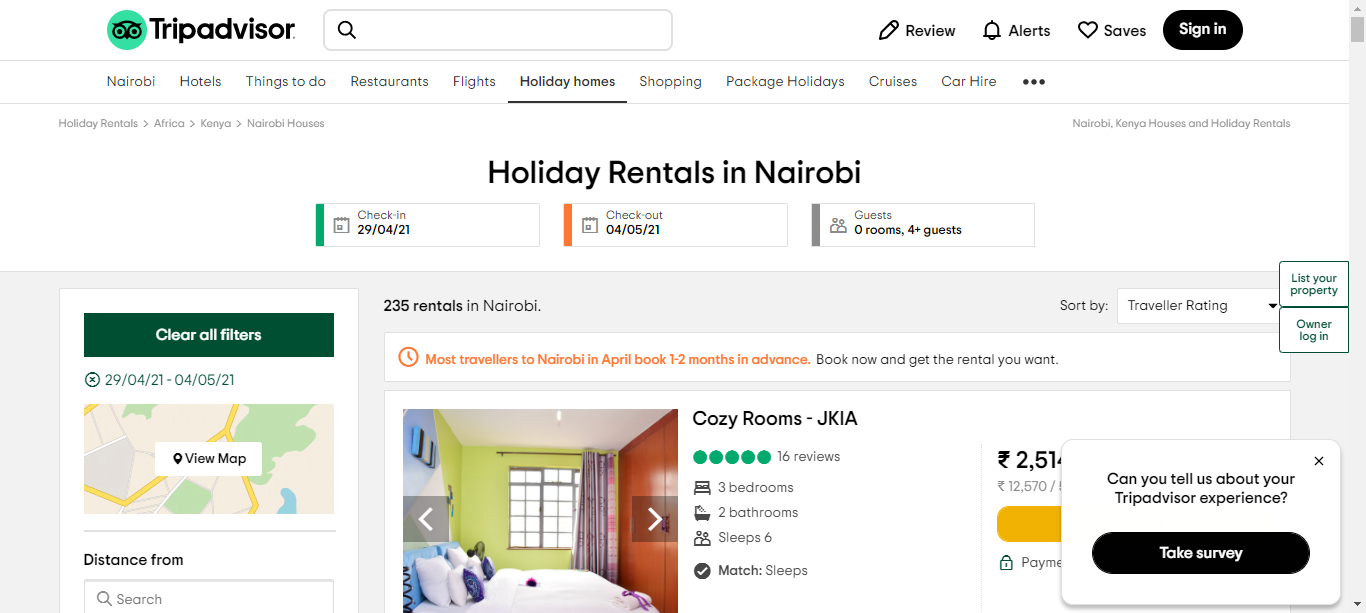 Tripadvisor
Review
Alerts
Saves
Sign in
Nairobi
Hotels
Things to do
Restaurants
Flights
Holiday homes
Shopping
Package Holidays
Cruises
Car Hire
Holiday Rentals > Africa > Kenya > Nairobi Houses
Nairobi, Kenya Houses and Holiday Rentals
Holiday Rentals in Nairobi
Check-in
29/04/21
Check-out
04/05/21
Guests
0 rooms, 4+ guests
List your
property
Owner
log in
Clear all filters
29/04/21 - 04/05/21
View Map
Distance from
Search
235 rentals in Nairobi.
Sort by:
Traveller Rating
Most travellers to Nairobi in April book 1-2 months in advance. Book now and get the rental you want.
Cozy Rooms - JKIA
16 reviews
3 bedrooms
2 bathrooms
Sleeps 6
Match: Sleeps
₹ 2,514
₹ 12,570 /
Payme
Can you tell us about your
Tripadvisor experience?
Take survey